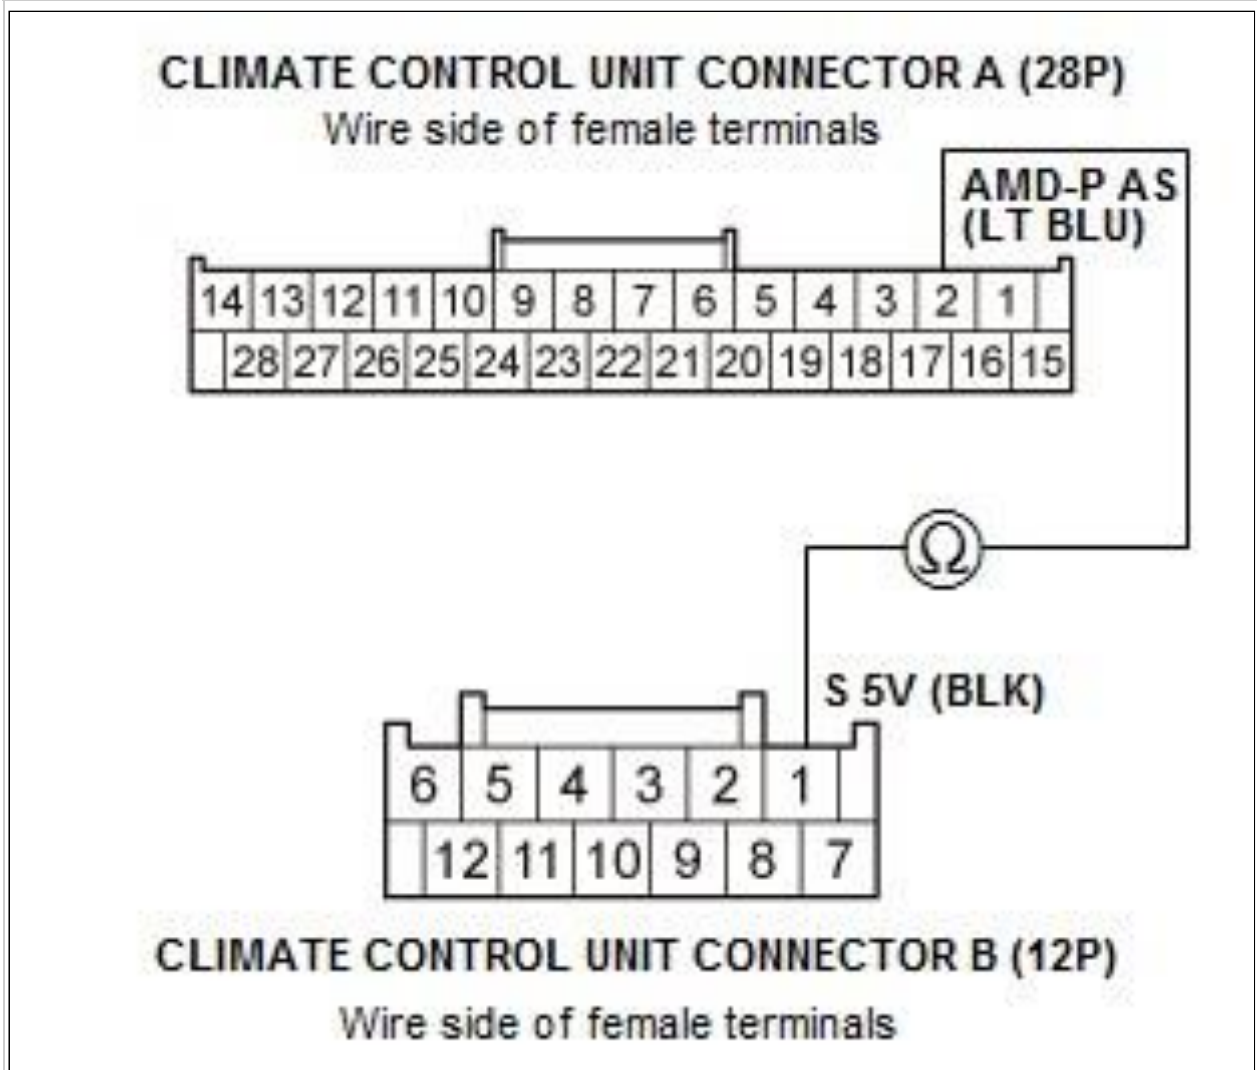 CLIMATE CONTROL UNIT CONNECTOR A (28P)
Wire side of female terminals
AMD-P AS
(LT BLU)
14 13 12 11 10 9 8 7 6 5 4 3 2 1
28 27 26 25 24 23 22 21 20 19 18 17 16 15
Ω
S 5V (BLK)
6 5 4 3 2 1
12 11 10 9 8 7
CLIMATE CONTROL UNIT CONNECTOR B (12P)
Wire side of female terminals